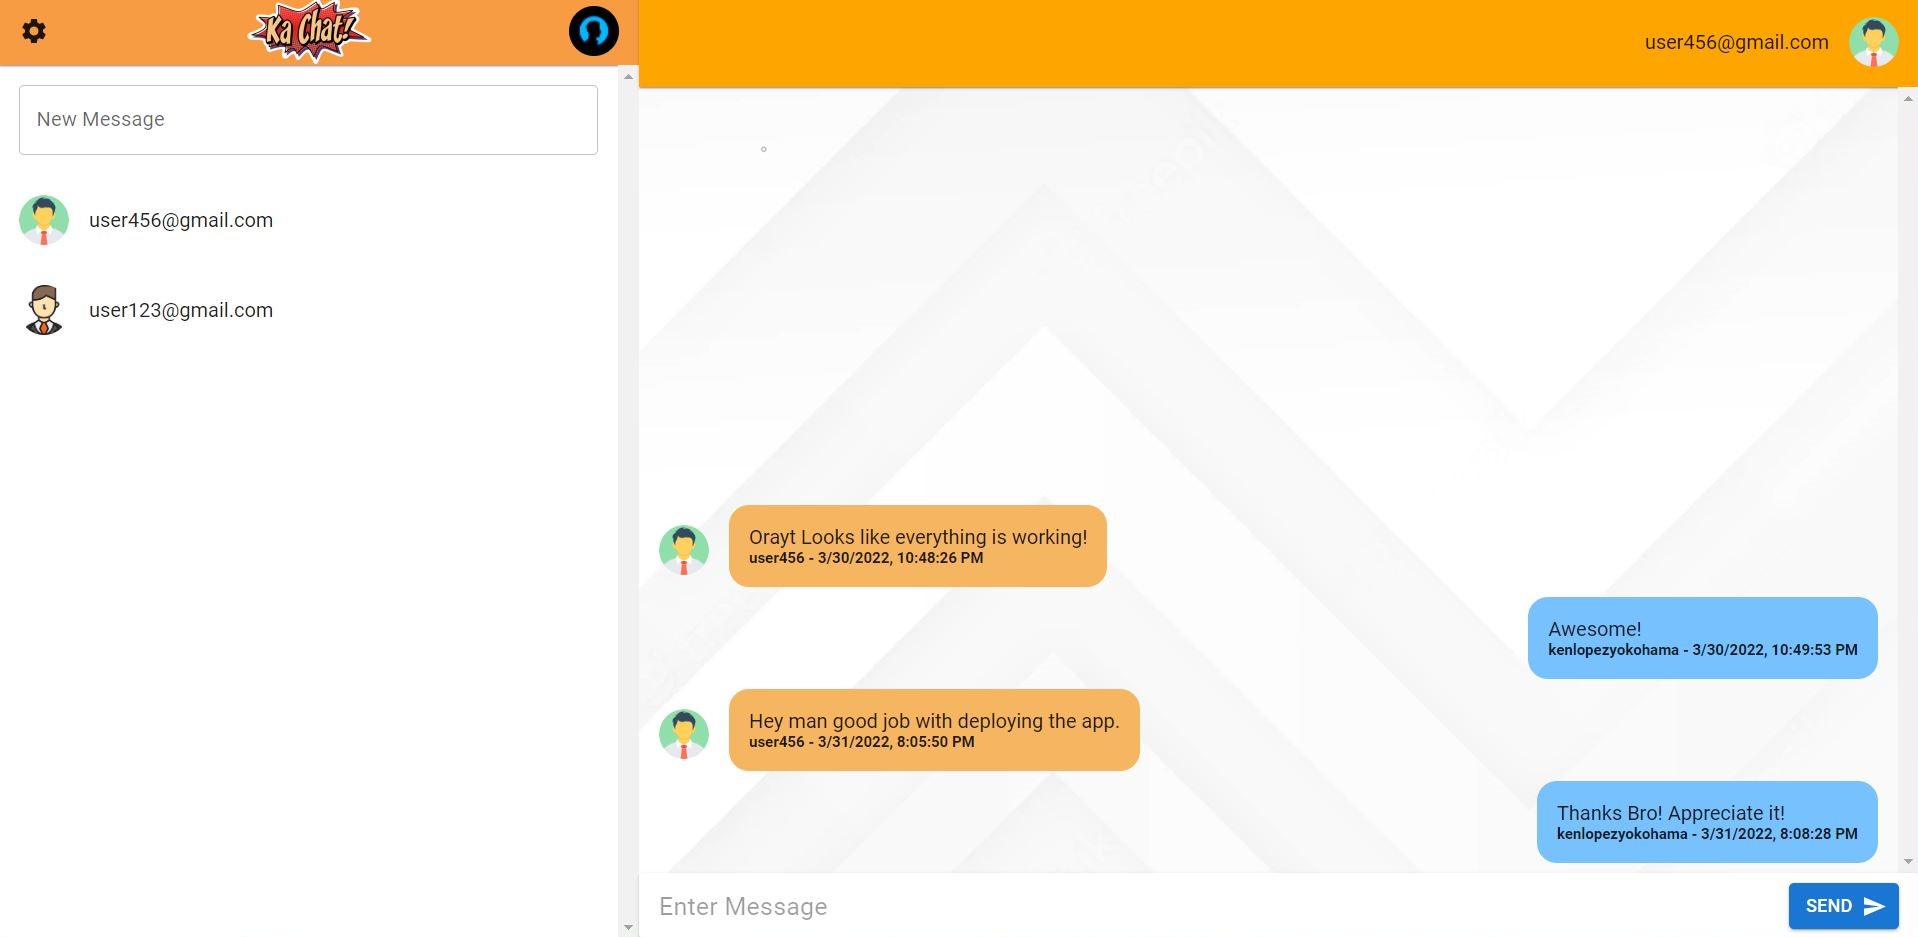 Ka Chat!
user456@gmail.com
New Message
user456@gmail.com
user123@gmail.com
Orayt Looks like everything is working!
user456 - 3/30/2022, 10:48:26 PM
Awesome!
kenlopezyokohama - 3/30/2022, 10:49:53 PM
Hey man good job with deploying the app.
user456 - 3/31/2022, 8:05:50 PM
Thanks Bro! Appreciate it!
kenlopezyokohama - 3/31/2022, 8:08:28 PM
Enter Message
SEND